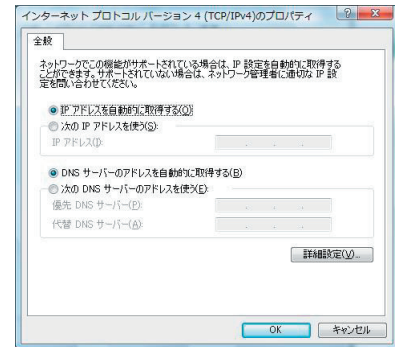 インターネット プロトコル バージョン 4 (TCP/IPv4)のプロパティ
全般
ネットワークでこの機能がサポートされている場合は、IP 設定を自動的に取得する
ことができます。サポートされていない場合は、ネットワーク管理者に適切な IP 設
定を問い合わせてください。
IP アドレスを自動的に取得する(O)
次の IP アドレスを使う(S):
IP アドレス(I):
DNS サーバーのアドレスを自動的に取得する(B)
次の DNS サーバーのアドレスを使う(E):
優先 DNS サーバー(P):
代替 DNS サーバー(A):
詳細設定(V)...
OK
キャンセル